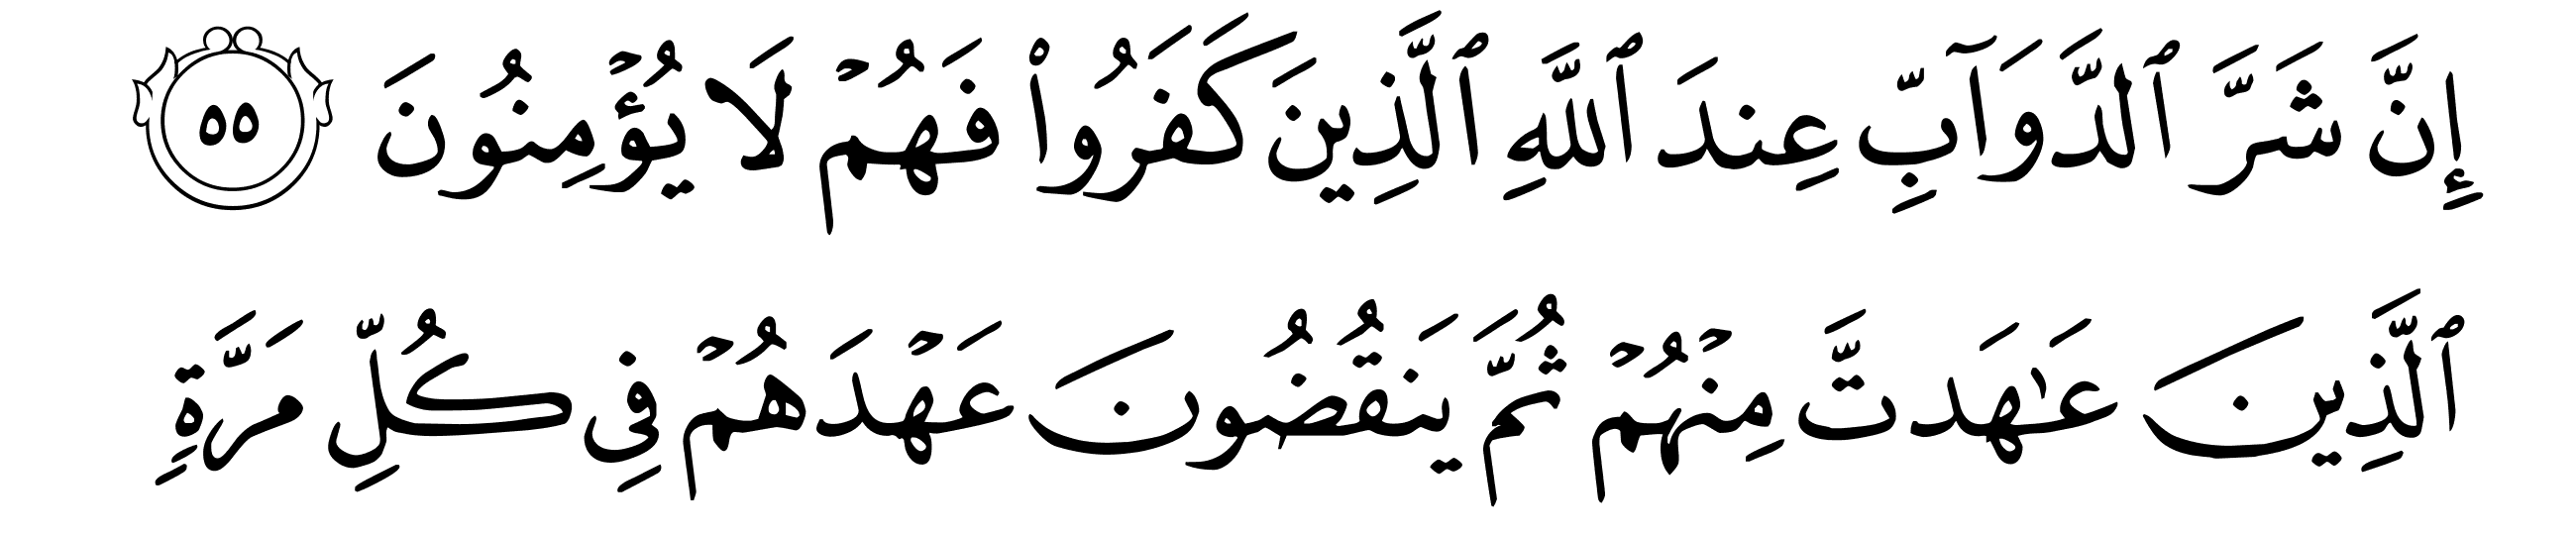 إِنَّ شَرَّ ٱلدَّوَآبِّ عِندَ ٱللَّهِ ٱلَّذِينَ كَفَرُوا۟ فَهُمْ لَا يُؤْمِنُونَ ٥٥
ٱلَّذِينَ عَـٰهَدتَّ مِنْهُمْ ثُمَّ يَنقُضُونَ عَهْدَهُمْ فِى كُلِّ مَرَّةٍ